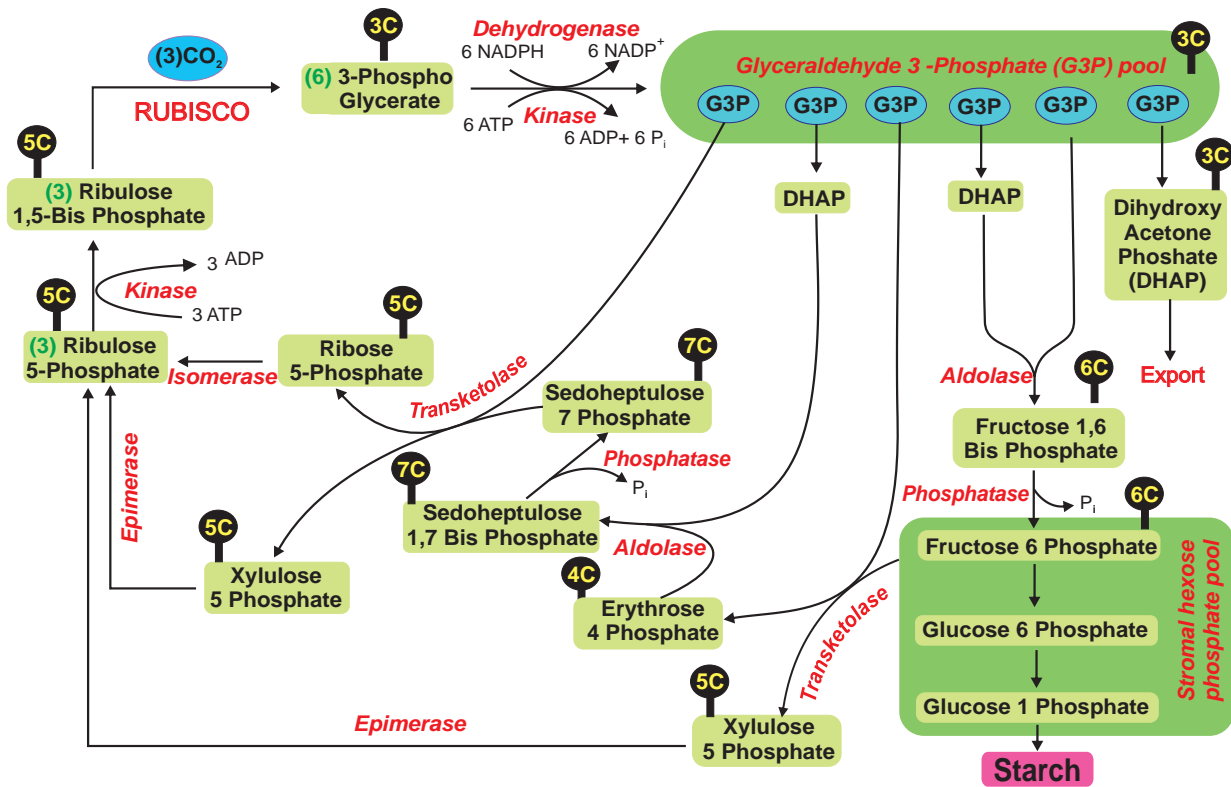 3C
Dehydrogenase
(3)CO2
6 NADPH
6 NADP+
3C
(6) 3-Phospho
Glycerate
Glyceraldehyde 3 -Phosphate (G3P) pool
RUBISCO
6 ATP
Kinase
6 ADP+ 6 Pi
G3P
G3P
G3P
G3P
G3P
G3P
5C
3C
(3) Ribulose
1,5-Bis Phosphate
DHAP
DHAP
Dihydroxy
Acetone
Phoshate
(DHAP)
3 ADP
Kinase
3 ATP
5C
5C
(3) Ribulose
5-Phosphate
Isomerase
Ribose
5-Phosphate
Transketolase
7C
Sedoheptulose
7 Phosphate
Aldolase
6C
Export
Fructose 1,6
Bis Phosphate
Epimerase
Phosphatase
Pi
7C
Sedoheptulose
1,7 Bis Phosphate
Aldolase
Phosphatase
Pi
6C
5C
Xylulose
5 Phosphate
4C
Erythrose
4 Phosphate
Transketolase
Fructose 6 Phosphate
Glucose 6 Phosphate
Glucose 1 Phosphate
Stromal hexose
phosphate pool
Epimerase
5C
Xylulose
5 Phosphate
Starch